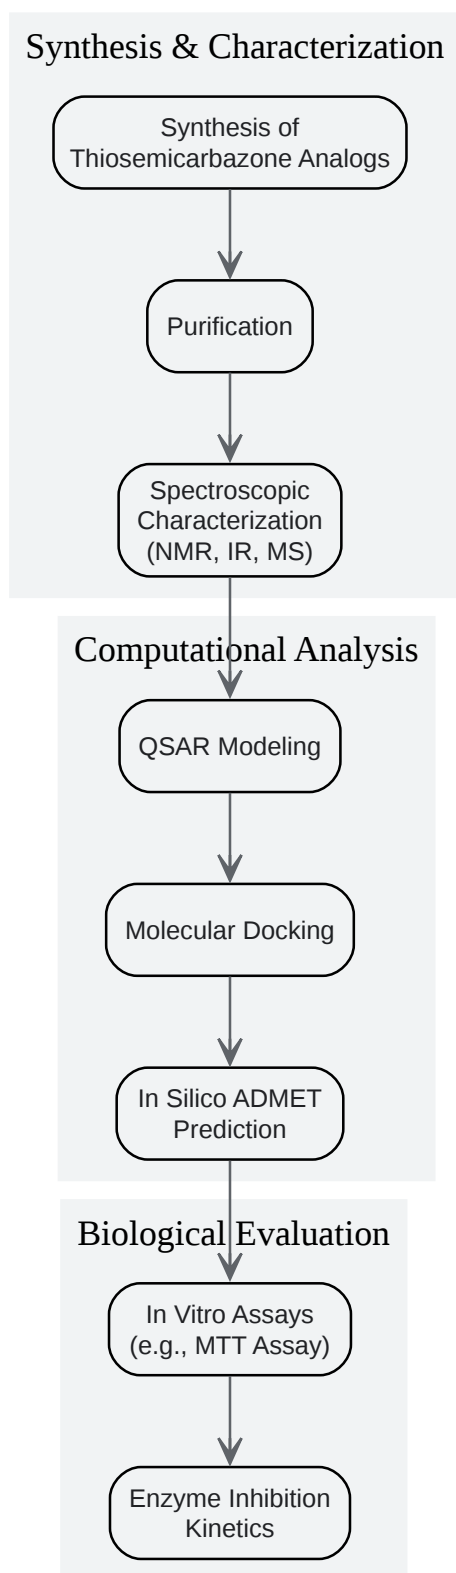 Synthesis & Characterization
Synthesis of
Thiosemicarbazone Analogs
Purification
Spectroscopic
Characterization
(NMR, IR, MS)
Computational Analysis
QSAR Modeling
Molecular Docking
In Silico ADMET
Prediction
Biological Evaluation
In Vitro Assays
(e.g., MTT Assay)
Enzyme Inhibition
Kinetics